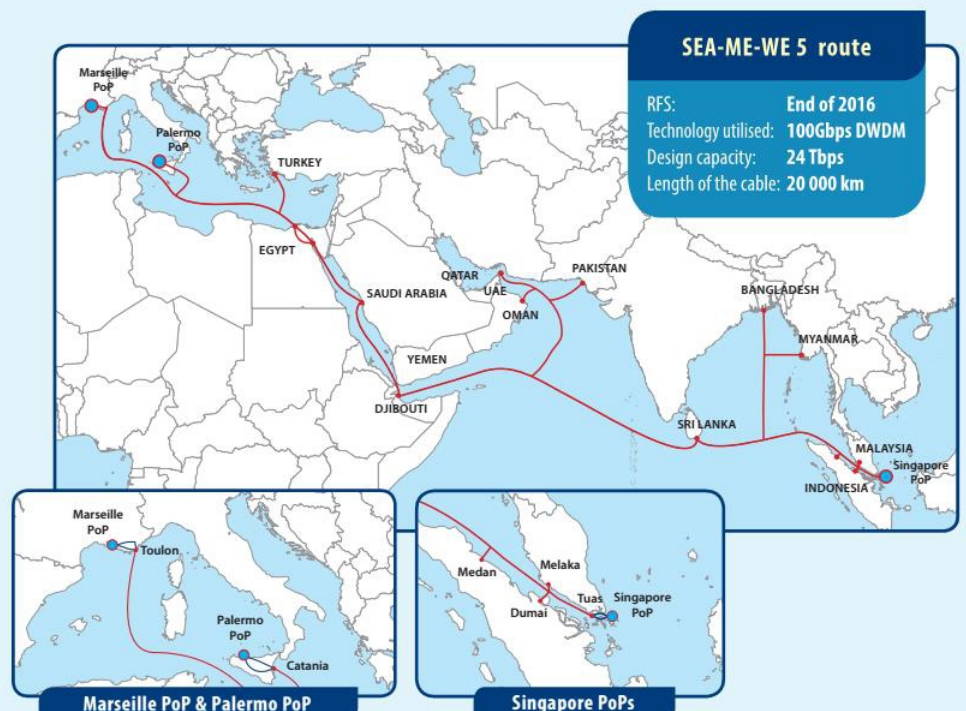 SEA-ME-WE 5 route
RFS: End of 2016
Technology utilised: 100Gbps DWDM
Design capacity: 24 Tbps
Length of the cable: 20 000 km
Marseille
PoP
Palermo
PoP
TURKEY
EGYPT
SAUDI ARABIA
QATAR
UAE
OMAN
PAKISTAN
BANGLADESH
MYANMAR
YEMEN
DJIBOUTI
SRI LANKA
MALAYSIA
Singapore
PoP
INDONESIA
Marseille
PoP
Toulon
Palermo
PoP
Catania
Marseille PoP & Palermo PoP
Medan
Melaka
Dumai
Tuas
Singapore
PoP
Singapore PoPs